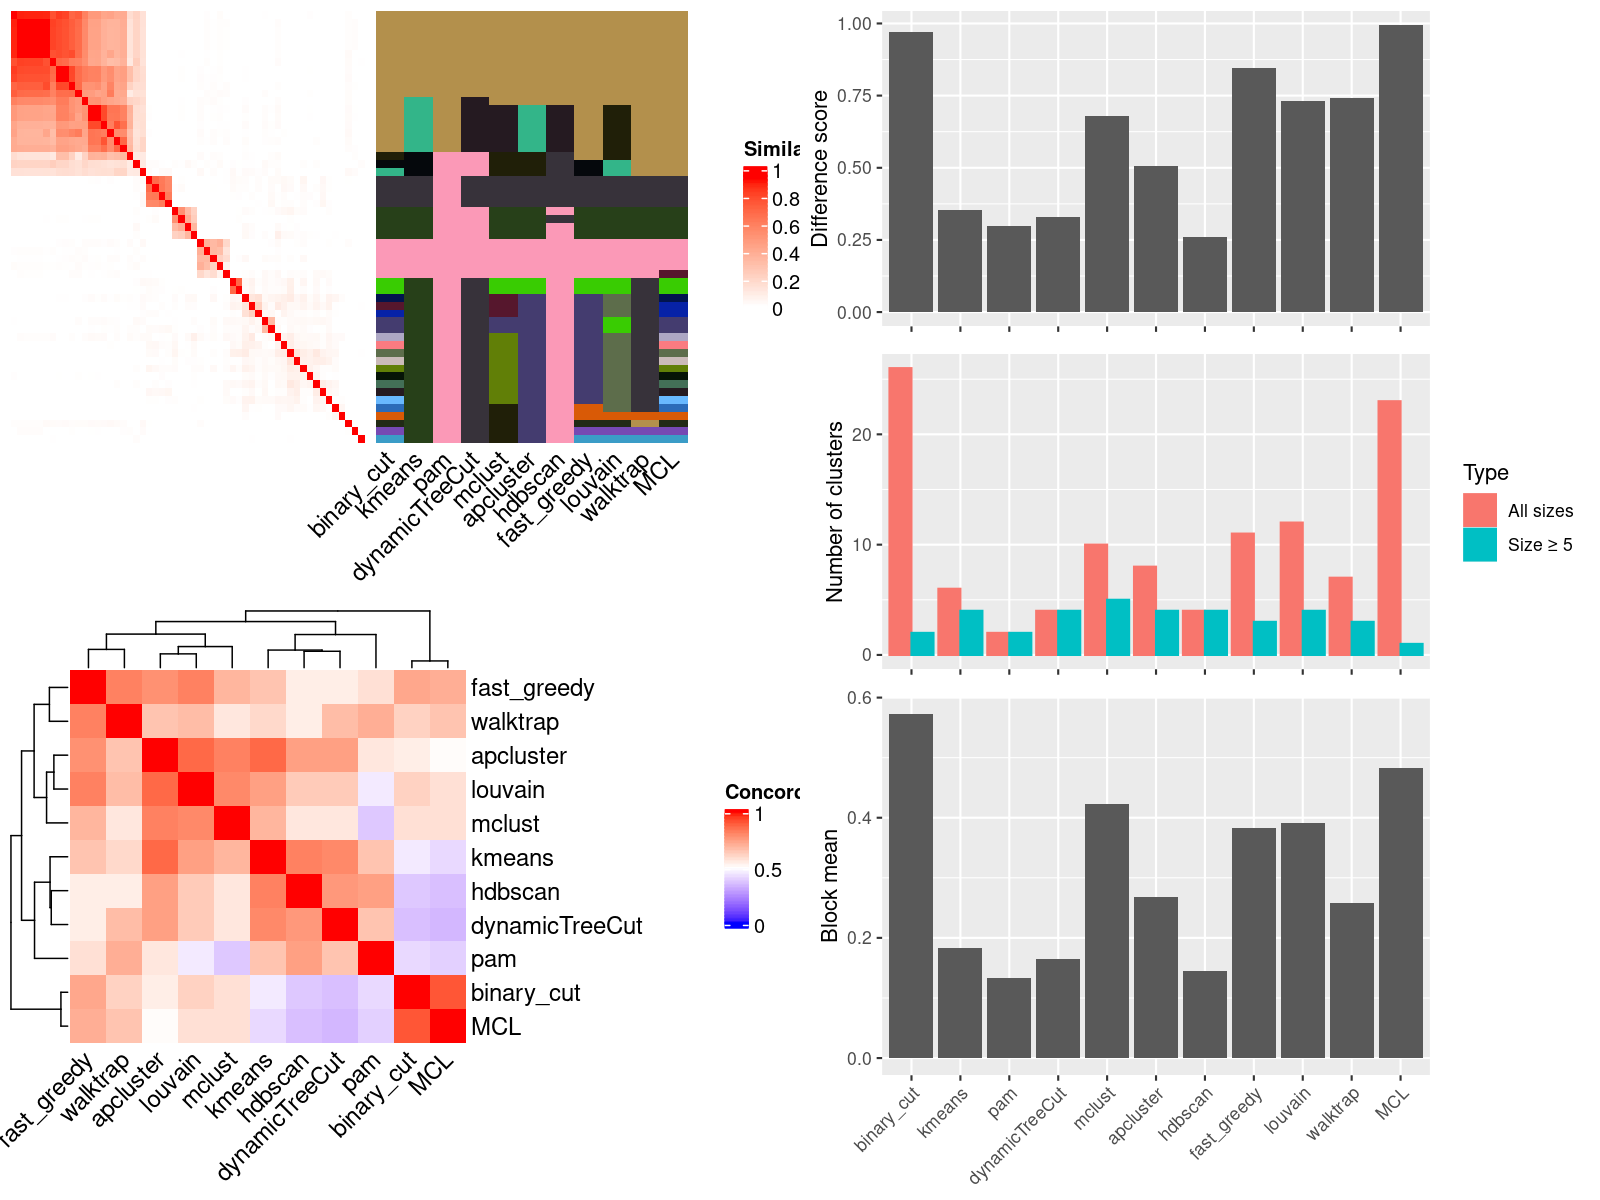 Simila
1
0.8
0.6
0.4
0.2
0
binary_cut
kmeans
pam
dynamicTreeCut
mclust
apcluster
hdbscan
fast_greedy
louvain
walktrap
MCL
fast_greedy
walktrap
apcluster
louvain
mclust
kmeans
hdbscan
dynamicTreeCut
pam
binary_cut
MCL
fast_greedy
walktrap
apcluster
louvain
mclust
kmeans
hdbscan
dynamicTreeCut
pam
binary_cut
MCL
Concord
1
0.5
0
Difference score
1.00
0.75
0.50
0.25
0.00
Number of clusters
20
10
0
Type
All sizes
Size ≥ 5
Block mean
0.6
0.4
0.2
0.0
binary_cut
kmeans
pam
dynamicTreeCut
mclust
apcluster
hdbscan
fast_greedy
louvain
walktrap
MCL